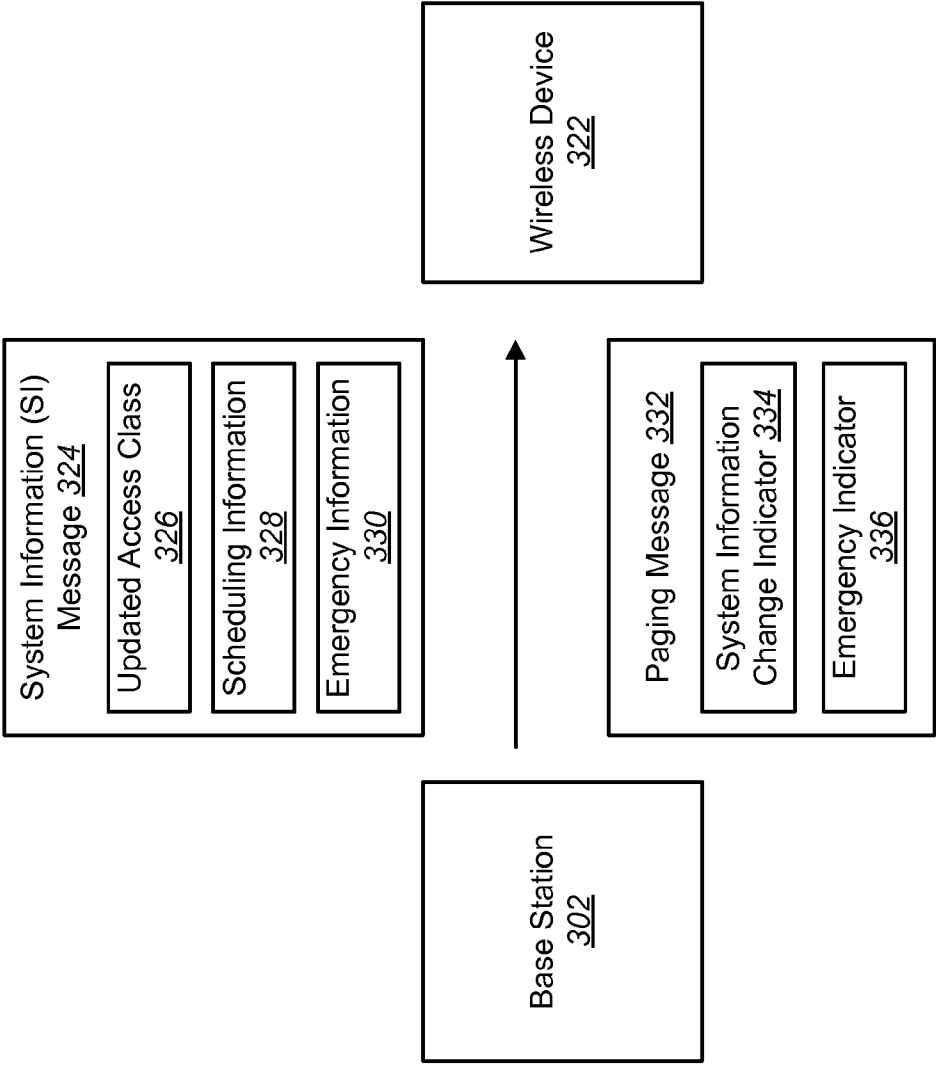 System Information (SI)
Message 324
Updated Access Class
326
Scheduling Information
328
Emergency Information
330
Base Station
302
Wireless Device
322
Paging Message 332
System Information
Change Indicator 334
Emergency Indicator
336